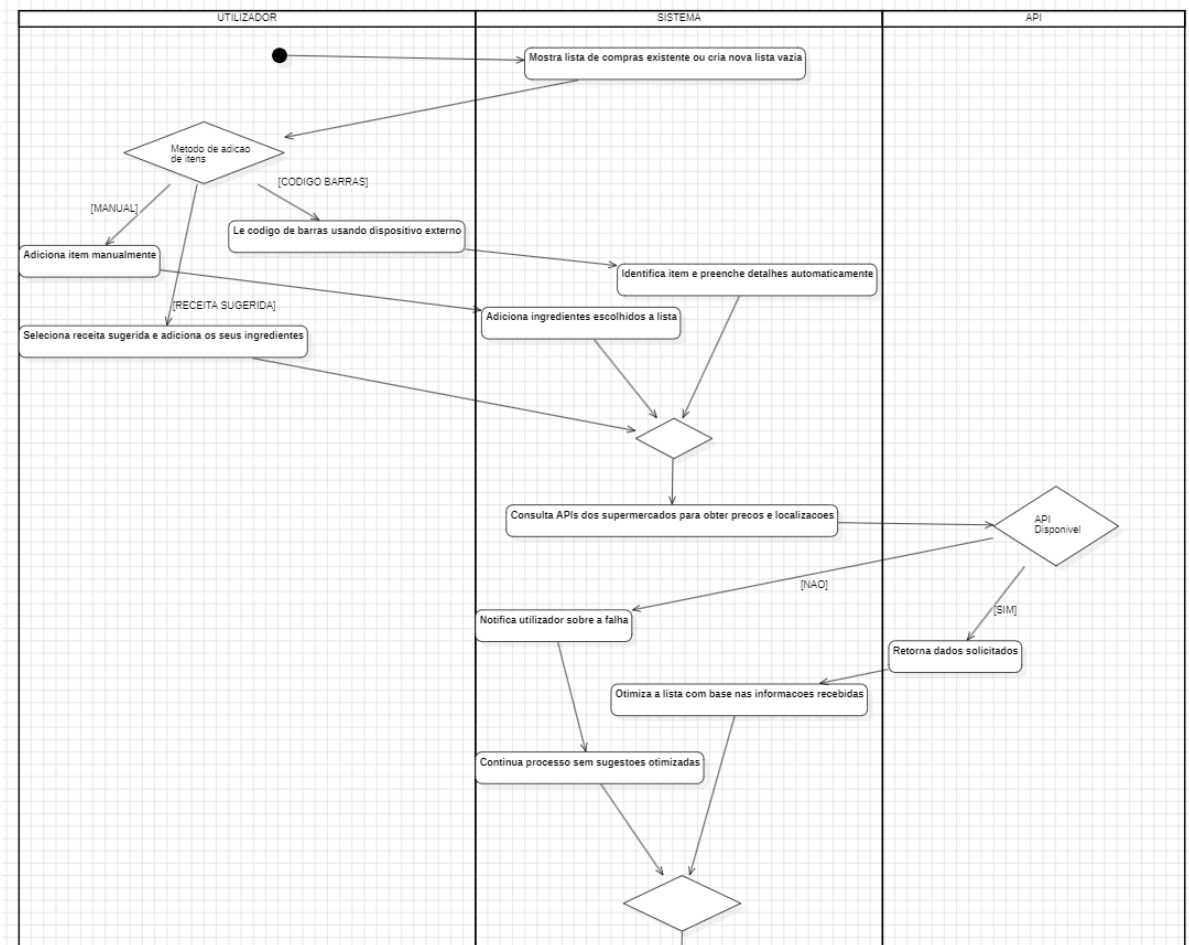 UTILIZADOR
SISTEMA
API
Mostra lista de compras existente ou cria nova lista vazia
Metodo de adicao
de itens
[CODIGO BARRAS]
[MANUAL]
Le codigo de barras usando dispositivo externo
Adiciona item manualmente
Identifica item e preenche detalhes automaticamente
[RECEITA SUGERIDA]
Adiciona ingredientes escolhidos a lista
Seleciona receita sugerida e adiciona os seus ingredientes
Consulta APIs dos supermercados para obter precos e localizacoes
API
Disponivel
[NAO]
[SIM]
Notifica utilizador sobre a falha
Retorna dados solicitados
Otimiza a lista com base nas informacoes recebidas
Continua processo sem sugestoes otimizadas